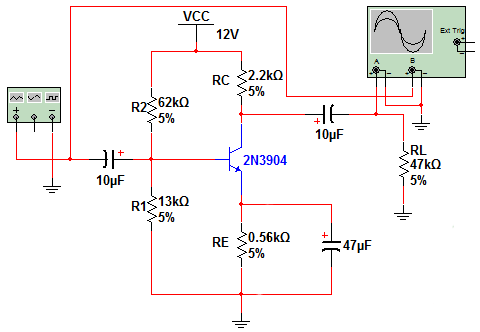 VCC
12V
Ext Trig
+
-
A
B
+ - + -
RC 2.2kΩ
5%
R2 62kΩ
5%
+
10µF
+ -
+
10µF
2N3904
RL
47kΩ
5%
R1 13kΩ
5%
RE 0.56kΩ
5%
+
47µF